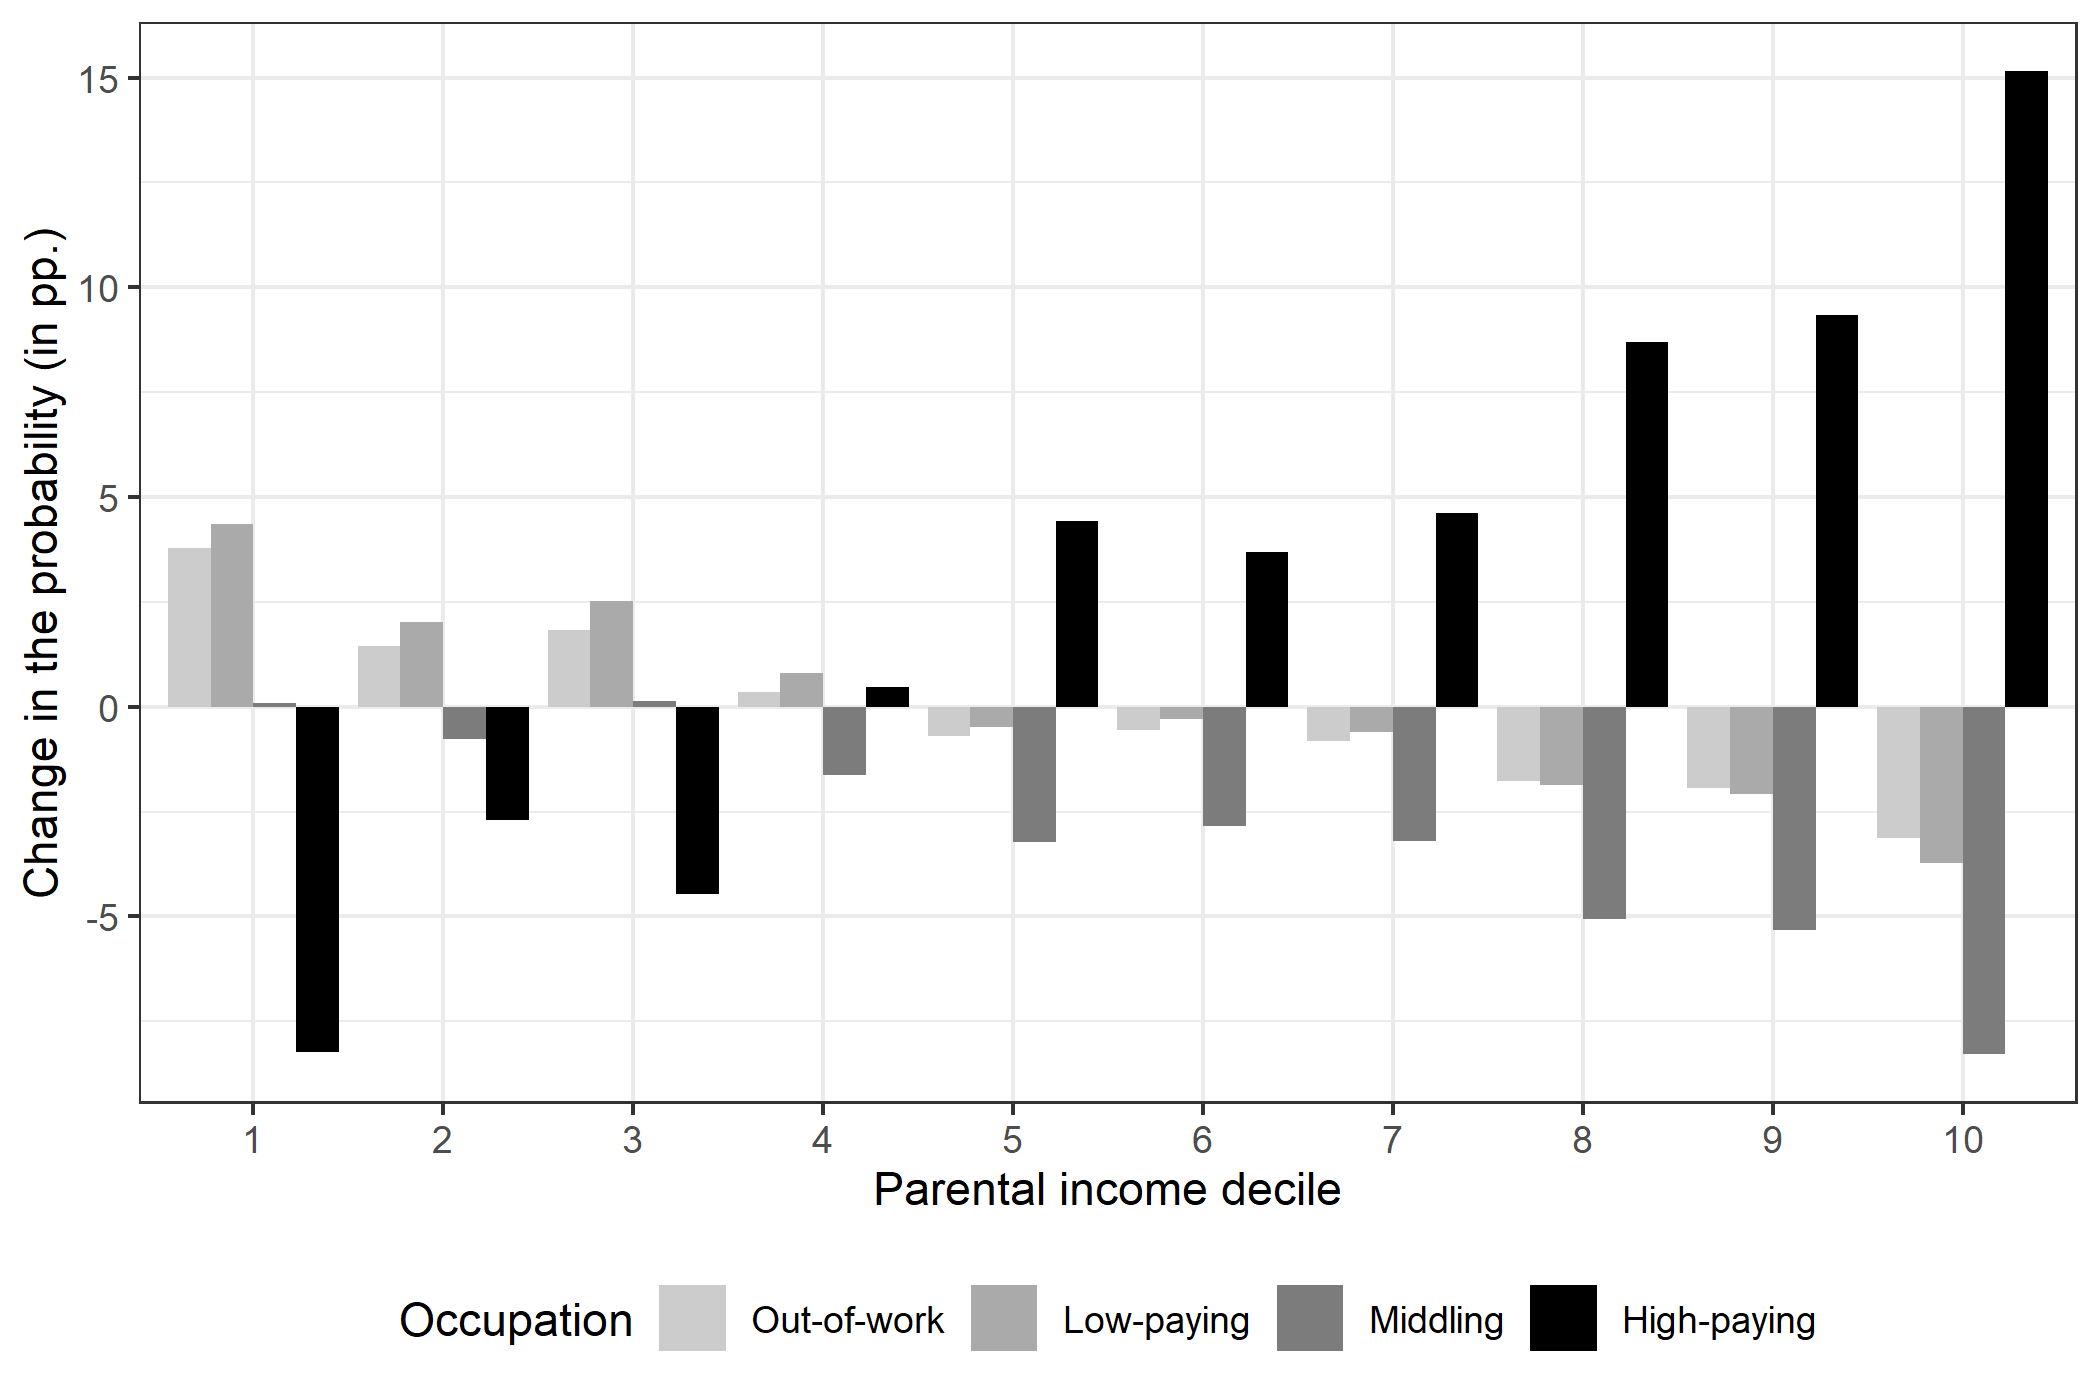 Change in the probability (in pp.)
15
10
5
0
-5
1 2 3 4 5 6 7 8 9 10
Parental income decile
Occupation Out-of-work Low-paying Middling High-paying